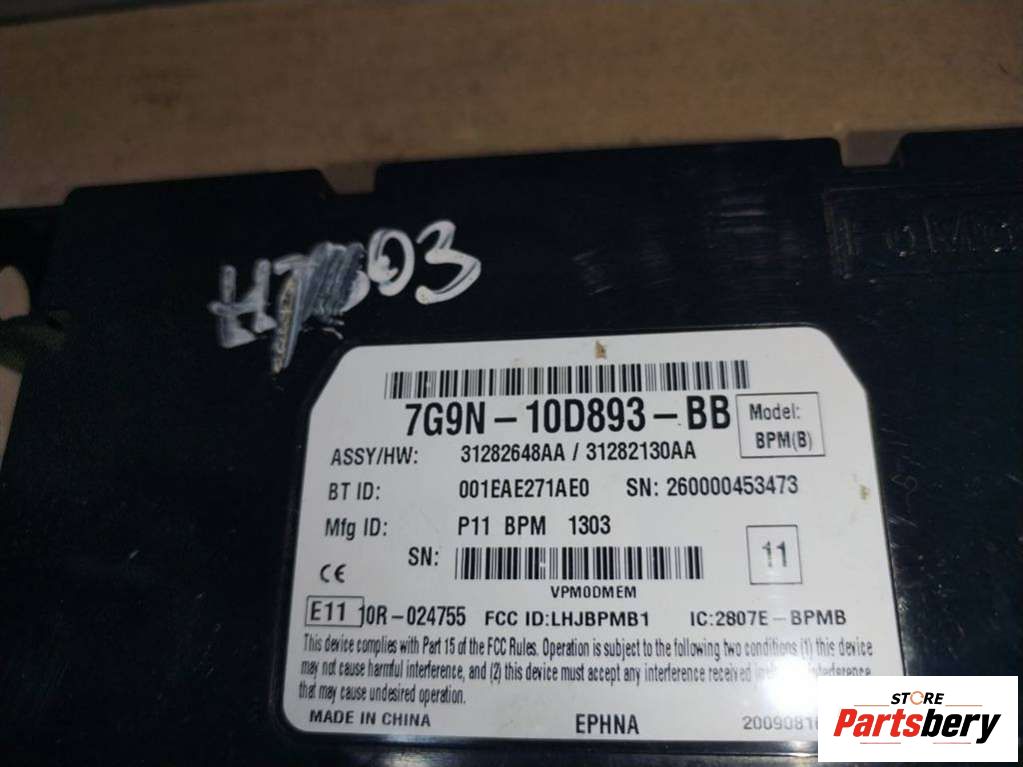 7G9N-10D893-BB
Model:
BPM(B)
ASSY/HW: 31282648AA / 31282130AA
BT ID: 001EAE271AE0 SN: 260000453473
Mfg ID: P11 BPM 1303
SN:
11
VPMODMEM
E11 10R-024755 FCC ID:LHJBPMB1 IC:2807E-BPMB
This device complies with Part 15 of the FCC Rules. Operation is subject to the following two conditions (1) this device
may not cause harmful interference, and (2) this device must accept any interference received interference
that may cause undesired operation.
MADE IN CHINA EPHNA
STORE
Partsbery